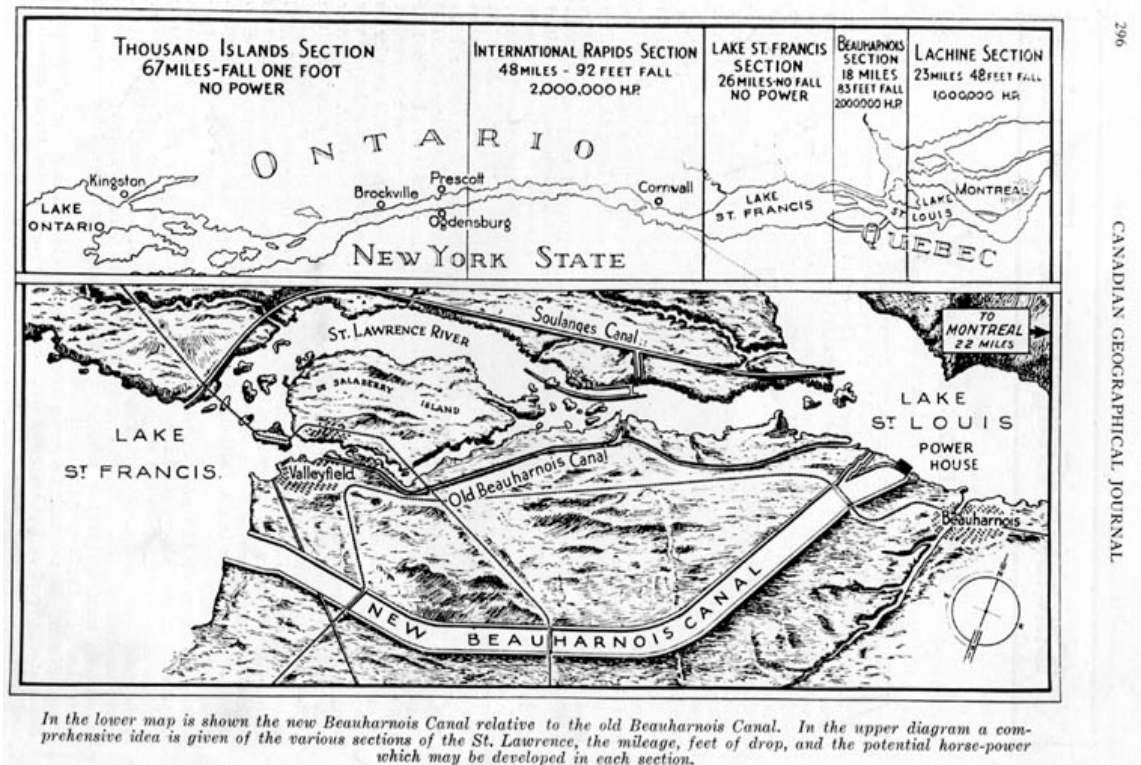 296
CANADIAN GEOGRAPHICAL JOURNAL
THOUSAND ISLANDS SECTION
67 MILES-FALL ONE FOOT
NO POWER
INTERNATIONAL RAPIDS SECTION
48 MILES - 92 FEET FALL
2,000,000 H.P.
LAKE ST. FRANCIS
SECTION
26 MILES-NO FALL
NO POWER
BEAUHARNOIS
SECTION
18 MILES
83 FEET FALL
2000000 H.P.
LACHINE SECTION
23 MILES 48 FEET FALL
1,000,000 H.P.
ONTARIO
Kingston
LAKE
ONTARIO
Brockville
Prescott
Ogdensburg
Cornwall
NEW YORK STATE
LAKE
ST. FRANCIS
LAKE
ST. LOUIS
MONTREAL
QUEBEC
ST. LAWRENCE RIVER
Soulanges Canal
TO
MONTREAL
22 MILES
DE SALABERRY
ISLAND
LAKE
ST FRANCIS.
LAKE
ST LOUIS
POWER
HOUSE
Valleyfield
Old Beauharnois Canal
Beauharnois
NEW BEAUHARNOIS CANAL
In the lower map is shown the new Beauharnois Canal relative to the old Beauharnois Canal. In the upper diagram a com-
prehensive idea is given of the various sections of the St. Lawrence, the mileage, feet of drop, and the potential horse-power
which may be developed in each section.